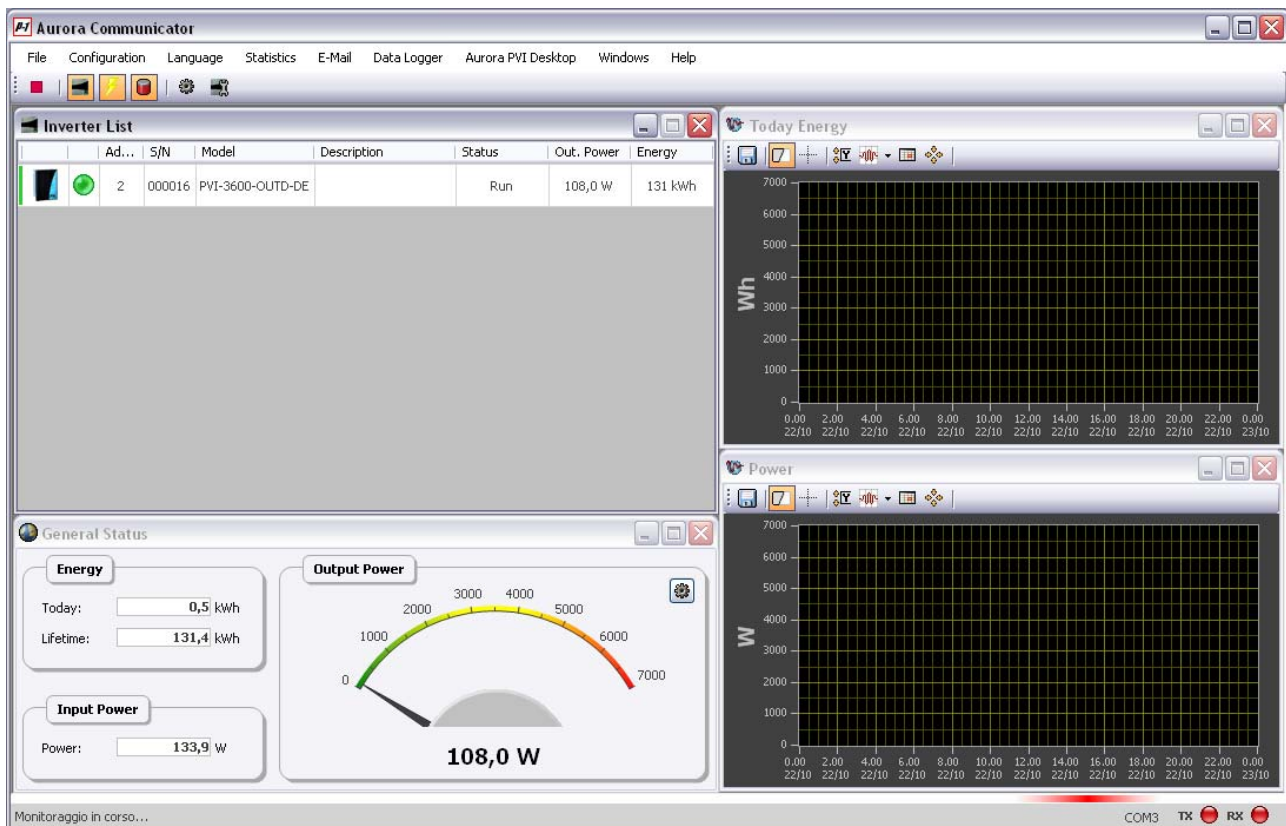 Aurora Communicator
File Configuration Language Statistics E-Mail Data Logger Aurora PVI Desktop Windows Help
Inverter List
Ad... S/N Model Description Status Out. Power Energy
2 000016 PVI-3600-OUTD-DE Run 108,0 W 131 kWh
General Status
Energy
Today: 0,5 kWh
Lifetime: 131,4 kWh
Input Power
Power: 133,9 W
Output Power
0 1000 2000 3000 4000 5000 6000 7000
108,0 W
Today Energy
Wh
7000
6000
5000
4000
3000
2000
1000
0
0.00 2.00 4.00 6.00 8.00 10.00 12.00 14.00 16.00 18.00 20.00 22.00 0.00
22/10 22/10 22/10 22/10 22/10 22/10 22/10 22/10 22/10 22/10 22/10 22/10 23/10
Power
W
7000
6000
5000
4000
3000
2000
1000
0
0.00 2.00 4.00 6.00 8.00 10.00 12.00 14.00 16.00 18.00 20.00 22.00 0.00
22/10 22/10 22/10 22/10 22/10 22/10 22/10 22/10 22/10 22/10 22/10 22/10 23/10
Monitoraggio in corso... COM3 TX RX